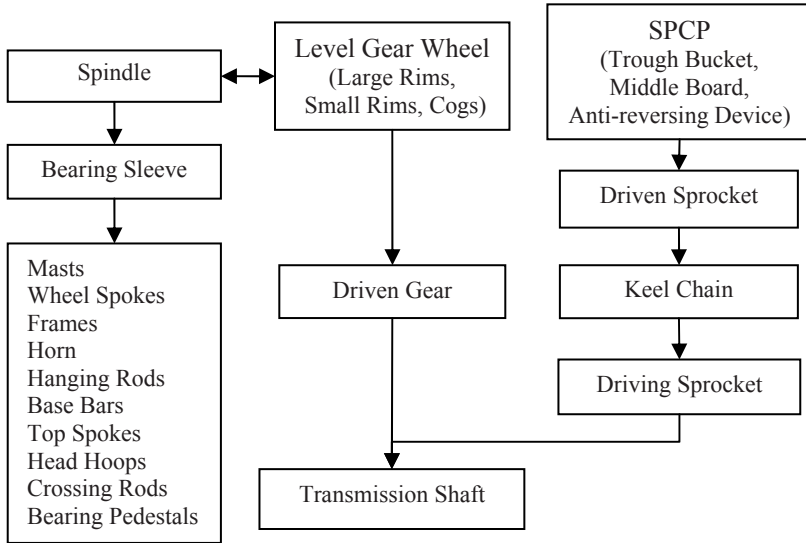 Spindle
Bearing Sleeve
Masts
Wheel Spokes
Frames
Horn
Hanging Rods
Base Bars
Top Spokes
Head Hoops
Crossing Rods
Bearing Pedestals
Level Gear Wheel
(Large Rims,
Small Rims, Cogs)
Driven Gear
Transmission Shaft
SPCP
(Trough Bucket,
Middle Board,
Anti-reversing Device)
Driven Sprocket
Keel Chain
Driving Sprocket